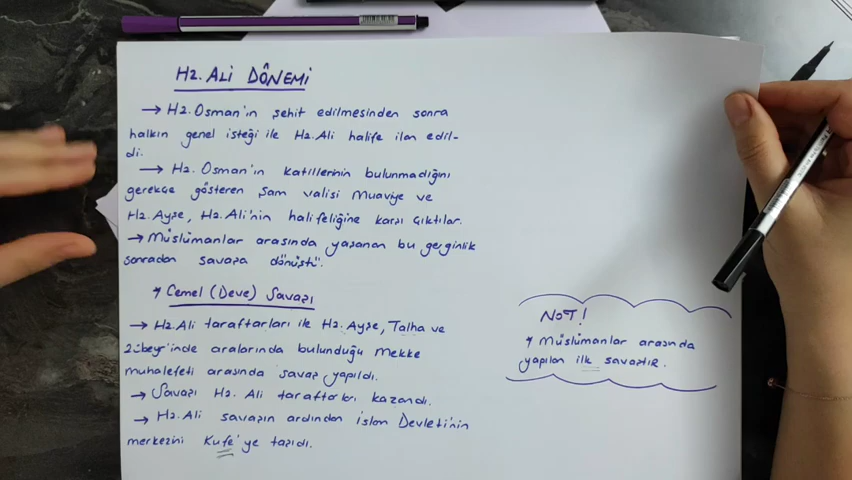 Hz. ALİ DÖNEMİ
→ Hz. Osman'ın şehit edilmesinden sonra
halkın genel isteği ile Hz. Ali halife ilan edil-
di.
→ Hz. Osman'ın katillerinin bulunmadığını
gerekçe gösteren Şam valisi Muaviye ve
Hz. Ayşe, Hz. Ali'nin halifeliğine karşı çıktılar.
→ Müslümanlar arasında yaşanan bu gerginlik
sonradan savaşa dönüştü.
* Cemel (Deve) Savaşı
→ Hz. Ali taraftarları ile Hz. Ayşe, Talha ve
Zübeyr'inde aralarında bulunduğu Mekke
muhalefeti arasında savaş yapıldı.
→ Savaşı Hz. Ali taraftarları kazandı.
→ Hz. Ali savaşın ardından İslam Devleti'nin
merkezini Kufe'ye taşıdı.
NOT!
* Müslümanlar arasında
yapılan ilk savaştır.